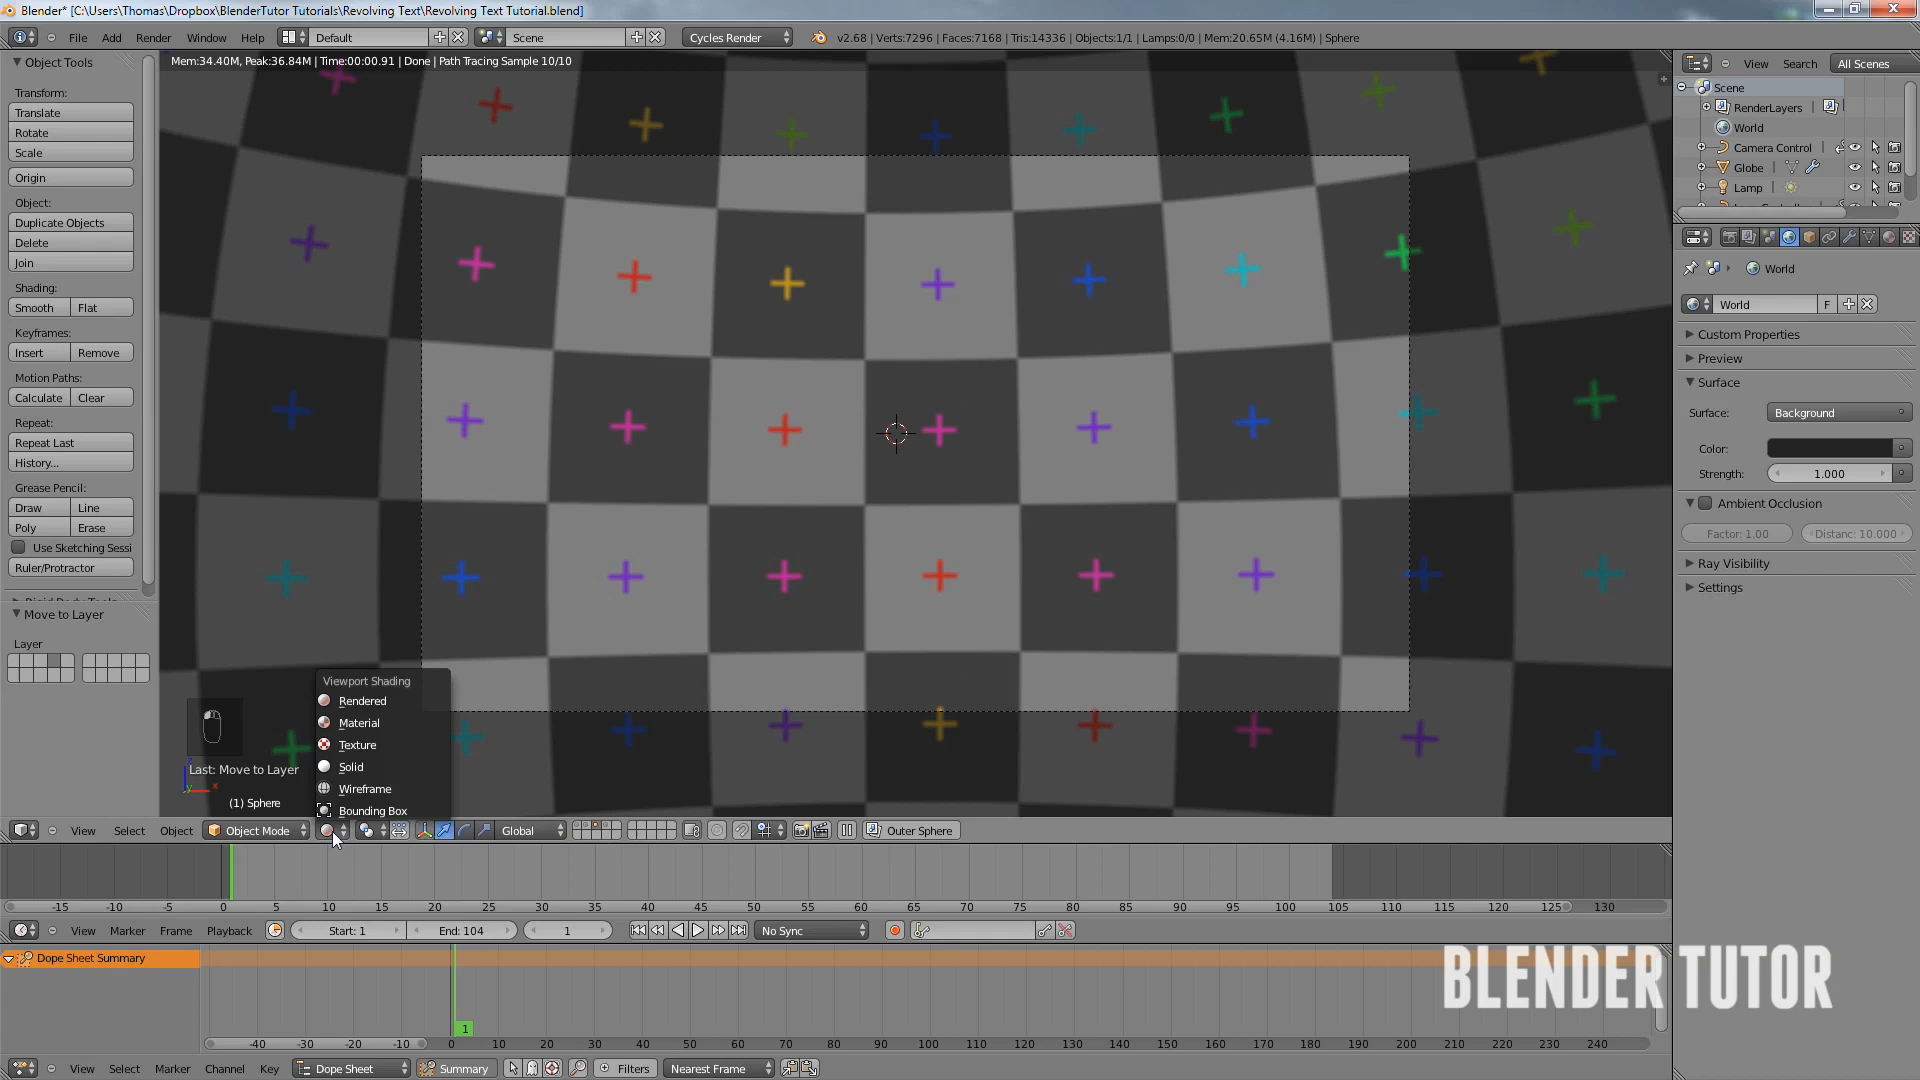 Blender* [C:\Users\Thomas\Dropbox\BlenderTutor Tutorials\Revolving Text\Revolving Text Tutorial.blend]
File Add Render Window Help Default Scene Cycles Render v2.68 | Verts:7296 | Faces:7168 | Tris:14336 | Objects:1/1 | Lamps:0/0 | Mem:20.65M (4.16M) | Sphere
Mem:34.40M, Peak:36.84M | Time:00:00.91 | Done | Path Tracing Sample 10/10
Object Tools
Transform:
Translate
Rotate
Scale
Origin
Object:
Duplicate Objects
Delete
Join
Shading:
Smooth Flat
Keyframes:
Insert Remove
Motion Paths:
Calculate Clear
Repeat:
Repeat Last
History...
Grease Pencil:
Draw Line
Poly Erase
Use Sketching Sessi
Ruler/Protractor
Move to Layer
Layer
Viewport Shading
Rendered
Material
Texture
Solid
Wireframe
Bounding Box
Last: Move to Layer
(1) Sphere
View Select Object Object Mode Global Outer Sphere
View Search All Scenes
Scene
RenderLayers
World
Camera Control
Globe
Lamp
World
World F
Custom Properties
Preview
Surface
Surface: Background
Color:
Strength: 1.000
Ambient Occlusion
Factor: 1.00 Distanc: 10.000
Ray Visibility
Settings
-15 -10 -5 0 5 10 15 20 25 30 35 40 45 50 55 60 65 70 75 80 85 90 95 100 105 110 115 120 125 130
View Marker Frame Playback Start: 1 End: 104 1 No Sync
Dope Sheet Summary
BLENDER TUTOR
1
-40 -30 -20 -10 0 10 20 30 40 50 60 70 80 90 100 110 120 130 140 150 160 170 180 190 200 210 220 230 240
View Select Marker Channel Key Dope Sheet Summary Filters Nearest Frame